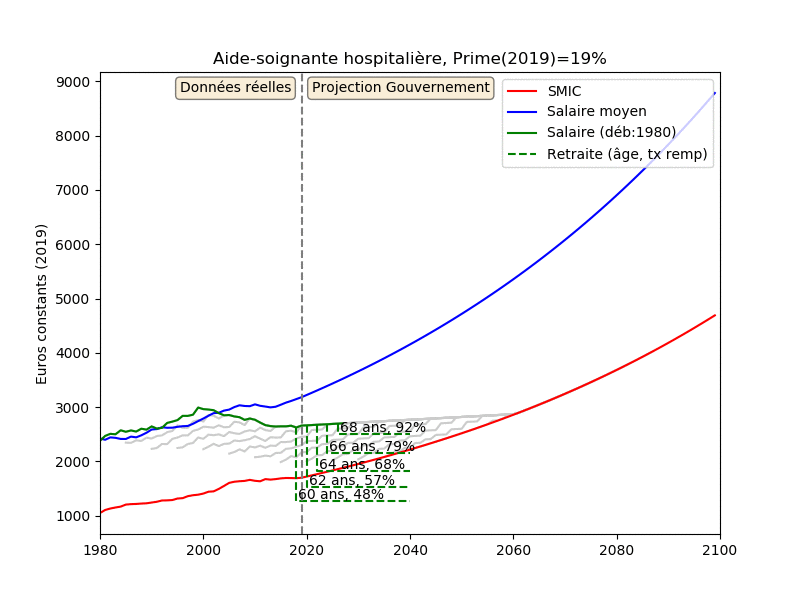 Aide-soignante hospitalière, Prime(2019)=19%
Données réelles
Projection Gouvernement
SMIC
Salaire moyen
Salaire (déb:1980)
Retraite (âge, tx remp)
Euros constants (2019)
9000
8000
7000
6000
5000
4000
3000
2000
1000
68 ans, 92%
66 ans, 79%
64 ans, 68%
62 ans, 57%
60 ans, 48%
1980
2000
2020
2040
2060
2080
2100